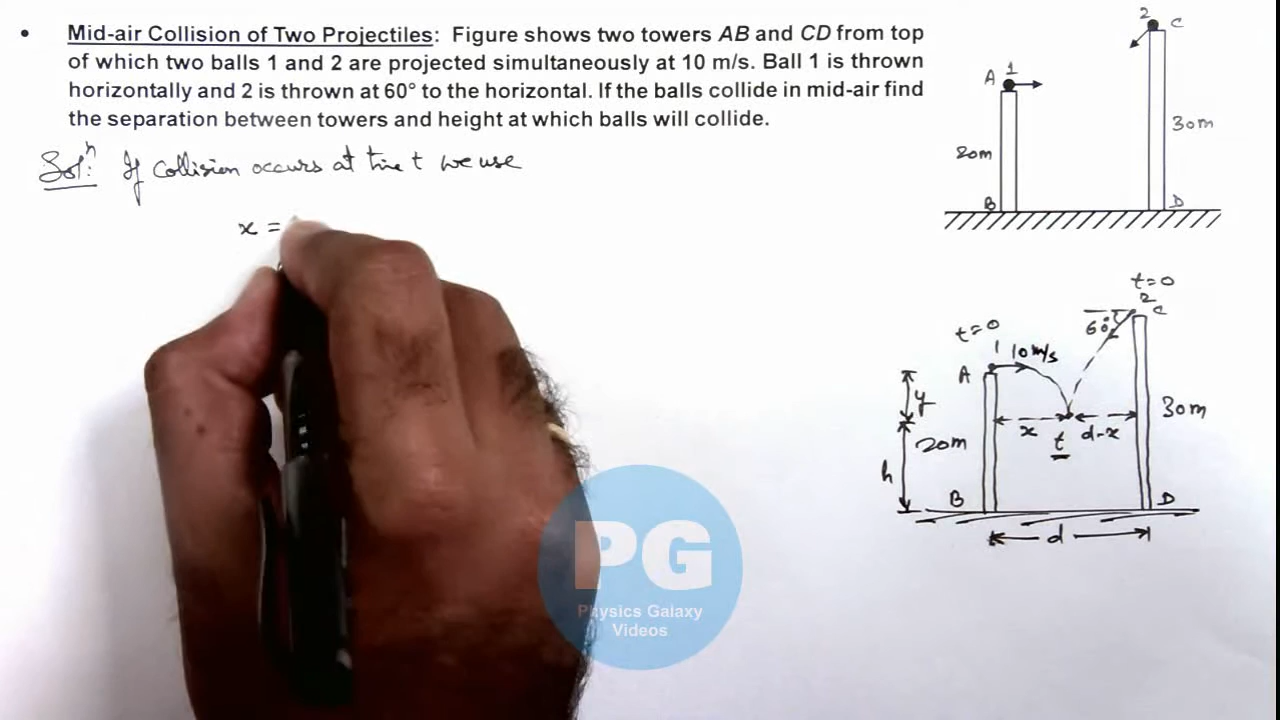 • Mid-air Collision of Two Projectiles: Figure shows two towers AB and CD from top
of which two balls 1 and 2 are projected simultaneously at 10 m/s. Ball 1 is thrown
horizontally and 2 is thrown at 60° to the horizontal. If the balls collide in mid-air find
the separation between towers and height at which balls will collide.
Solⁿ: If collision occurs at time t we use
x =
2
C
A
1
20m
30m
B
D
t=0
2
C
60°
t=0
1
10m/s
A
y
30m
x
t
d-x
20m
h
B
D
d
PG
Physics Galaxy
Videos